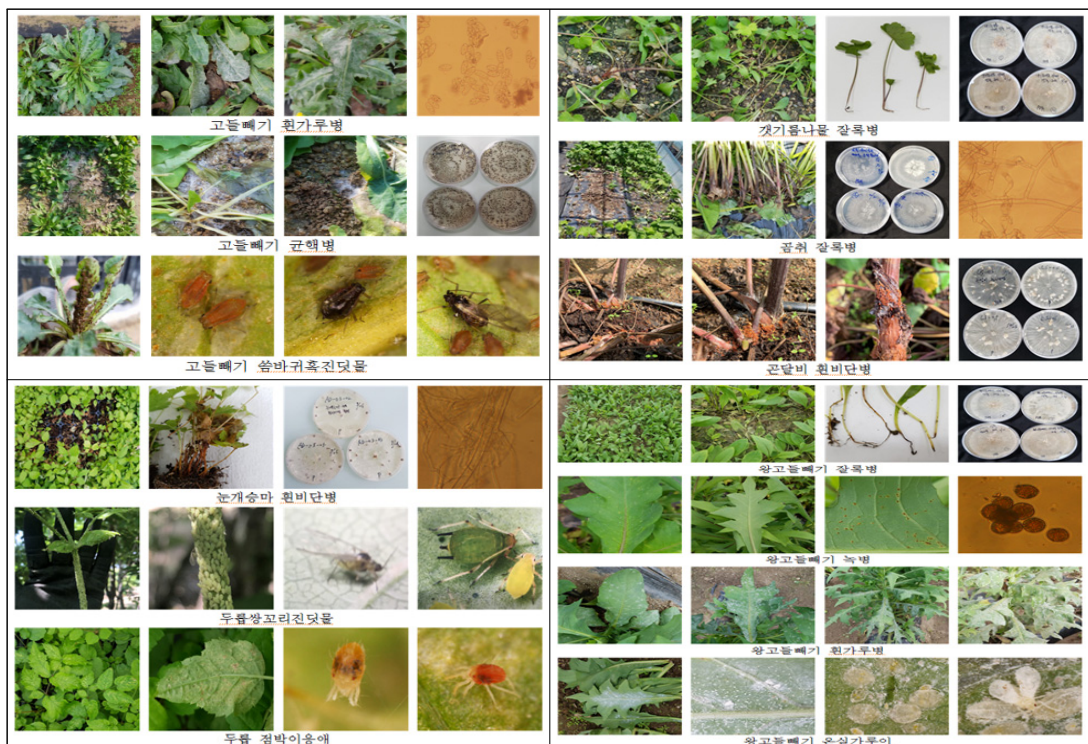 고들빼기 흰가루병
고들빼기 균핵병
고들빼기 씀바귀혹진딧물
갯기름나물 잘록병
곰취 잘록병
곤달비 흰비단병
눈개승마 흰비단병
두릅쌍꼬리진딧물
두릅 점박이응애
왕고들빼기 잘록병
왕고들빼기 녹병
왕고들빼기 흰가루병
왕고들빼기 온실가루이